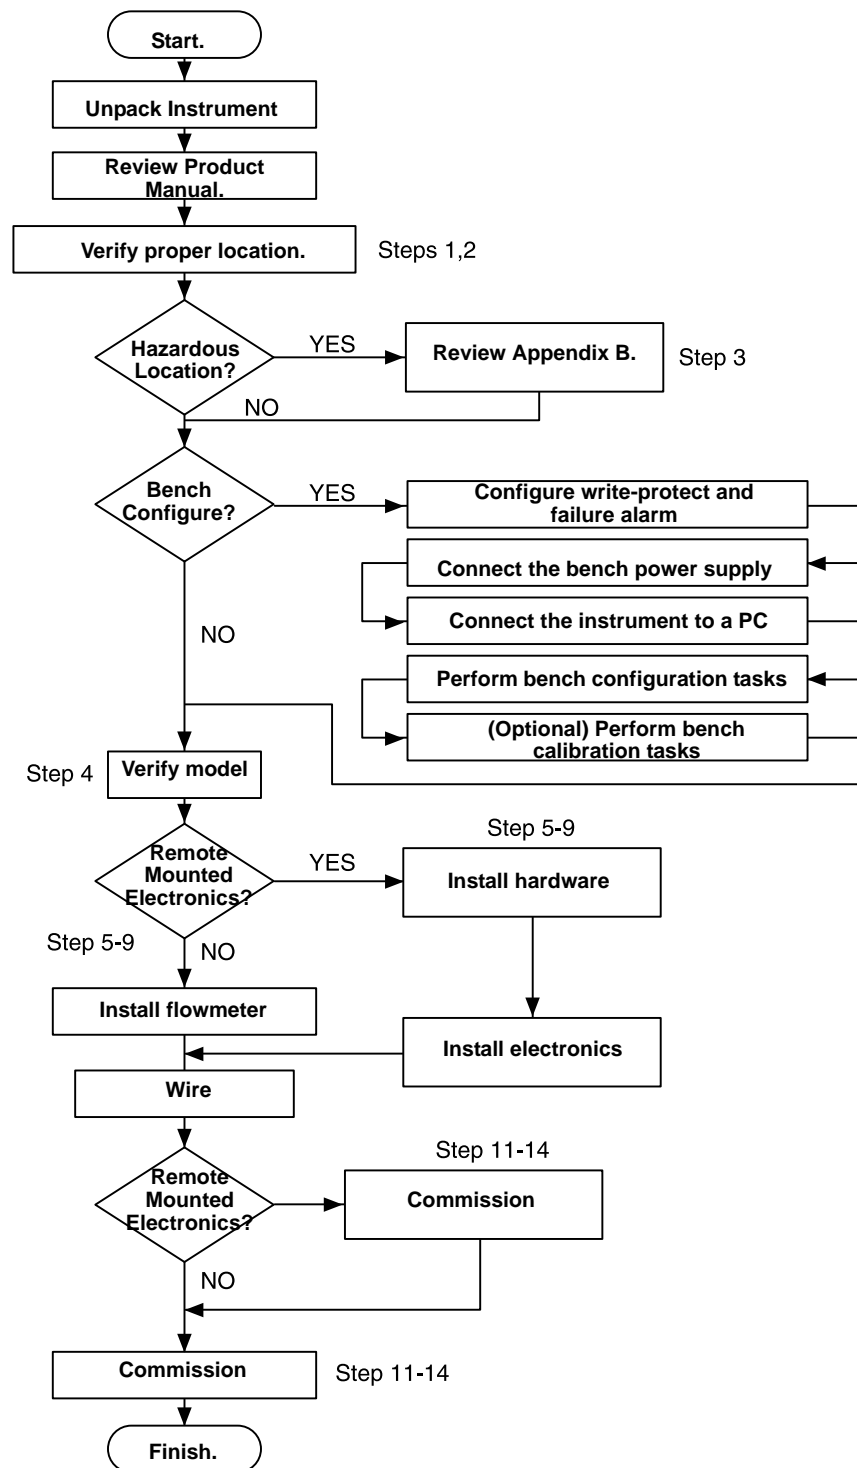 Start.
Unpack Instrument
Review Product
Manual.
Verify proper location.
Steps 1,2
Hazardous
Location?
YES
Review Appendix B.
Step 3
NO
Bench
Configure?
YES
Configure write-protect and
failure alarm
Connect the bench power supply
Connect the instrument to a PC
NO
Perform bench configuration tasks
(Optional) Perform bench
calibration tasks
Step 4
Verify model
Remote
Mounted
Electronics?
YES
Step 5-9
Install hardware
Step 5-9
NO
Install flowmeter
Install electronics
Wire
Remote
Mounted
Electronics?
Step 11-14
Commission
NO
Commission
Step 11-14
Finish.